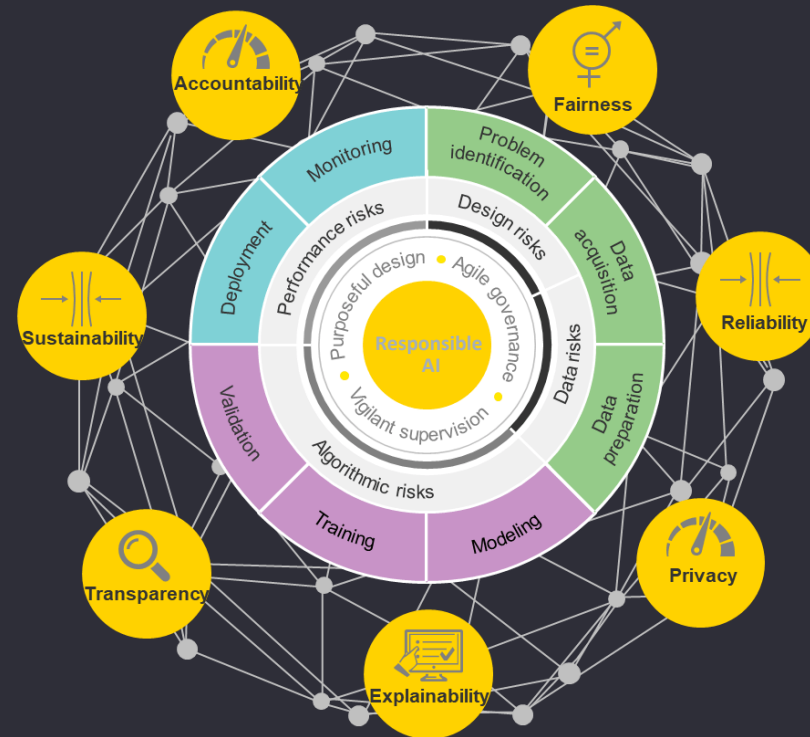 Accountability
=
Fairness
Monitoring
Problem
identification
Deployment
Performance risks
Design risks
Data
acquisition
Purposeful design
Agile governance
Sustainability
Reliability
Responsible
AI
Data risks
Validation
Vigilant supervision
Data
preparation
Algorithmic risks
Training
Modeling
Transparency
Privacy
Explainability